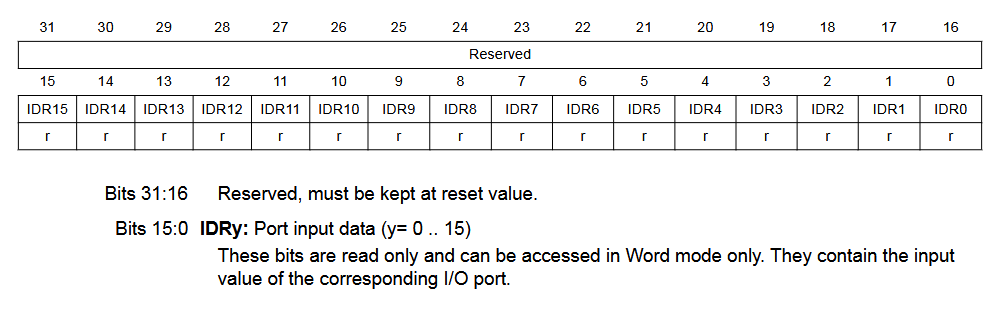 31 30 29 28 27 26 25 24 23 22 21 20 19 18 17 16
Reserved
15 14 13 12 11 10 9 8 7 6 5 4 3 2 1 0
IDR15 IDR14 IDR13 IDR12 IDR11 IDR10 IDR9 IDR8 IDR7 IDR6 IDR5 IDR4 IDR3 IDR2 IDR1 IDR0
r r r r r r r r r r r r r r r r
Bits 31:16 Reserved, must be kept at reset value.
Bits 15:0 IDRy: Port input data (y= 0 .. 15)
These bits are read only and can be accessed in Word mode only. They contain the input
value of the corresponding I/O port.